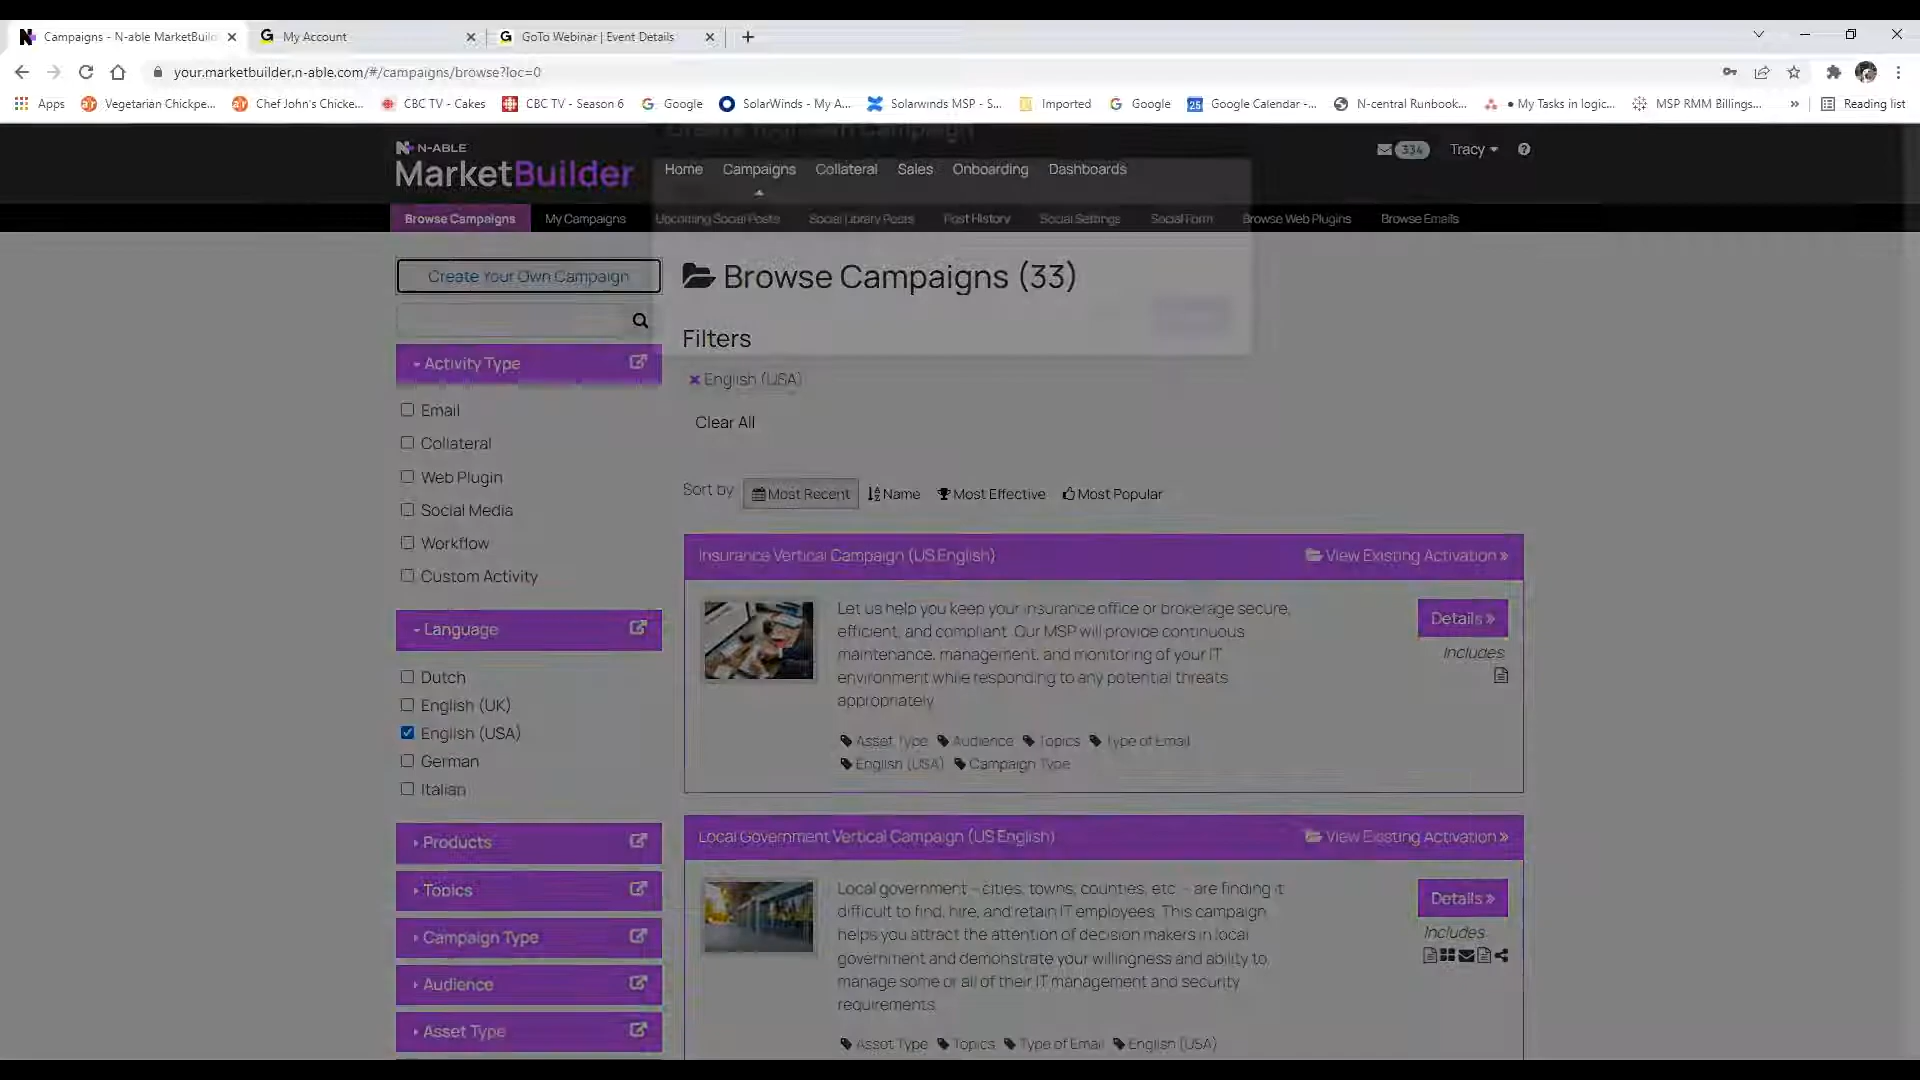 Campaigns - N-able MarketBuild
My Account
GoTo Webinar | Event Details
your.marketbuilder.n-able.com/#/campaigns/browse?loc=0
Apps
Vegetarian Chickpe...
Chef John's Chicke...
CBC TV - Cakes
CBC TV - Season 6
Google
SolarWinds - My A...
Solarwinds MSP - S...
Imported
Google
25
Google Calendar -...
N-central Runbook...
• My Tasks in logic...
MSP RMM Billings...
»
Reading list
Create Your Own Campaign
N-ABLE
MarketBuilder
Home
Campaigns
Collateral
Sales
Onboarding
Dashboards
334
Tracy
Browse Campaigns
My Campaigns
Upcoming Social Posts
Social Library Posts
Post History
Social Settings
Social Form
Browse Web Plugins
Browse Emails
Create Your Own Campaign
Activity Type
Email
Collateral
Web Plugin
Social Media
Workflow
Custom Activity
Language
Dutch
English (UK)
English (USA)
German
Italian
Products
Topics
Campaign Type
Audience
Asset Type
Browse Campaigns (33)
Filters
English (USA)
Clear All
Sort by
Most Recent
Name
Most Effective
Most Popular
Insurance Vertical Campaign (US English)
View Existing Activation »
Let us help you keep your insurance office or brokerage secure,
efficient, and compliant. Our MSP will provide continuous
maintenance, management, and monitoring of your IT
environment while responding to any potential threats
appropriately.
Details »
Includes
Asset Type
Audience
Topics
Type of Email
English (USA)
Campaign Type
Local Government Vertical Campaign (US English)
View Existing Activation »
Local government – cities, towns, counties, etc. – are finding it
difficult to find, hire, and retain IT employees. This campaign
helps you attract the attention of decision makers in local
government and demonstrate your willingness and ability to
manage some or all of their IT management and security
requirements.
Details »
Includes
Asset Type
Topics
Type of Email
English (USA)